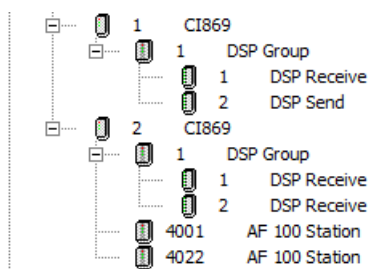 1 CI869
1 DSP Group
1 DSP Receive
2 DSP Send
2 CI869
1 DSP Group
1 DSP Receive
2 DSP Receive
4001 AF 100 Station
4022 AF 100 Station